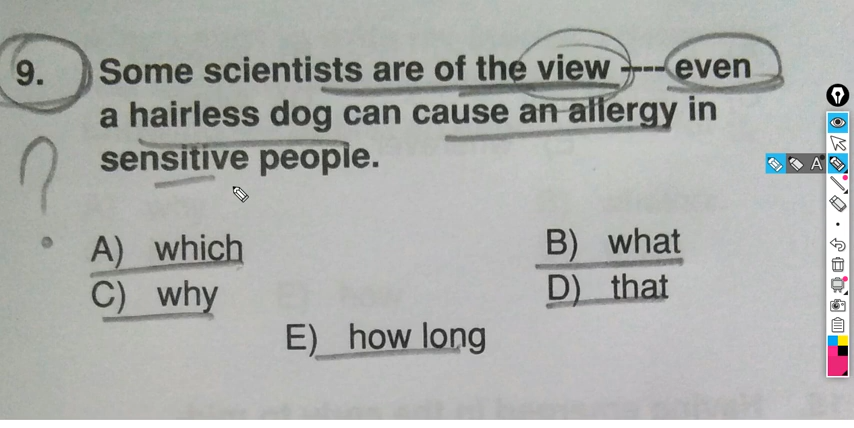 9. Some scientists are of the view ---- even
a hairless dog can cause an allergy in
sensitive people.
?
A) which
B) what
C) why
D) that
E) how long